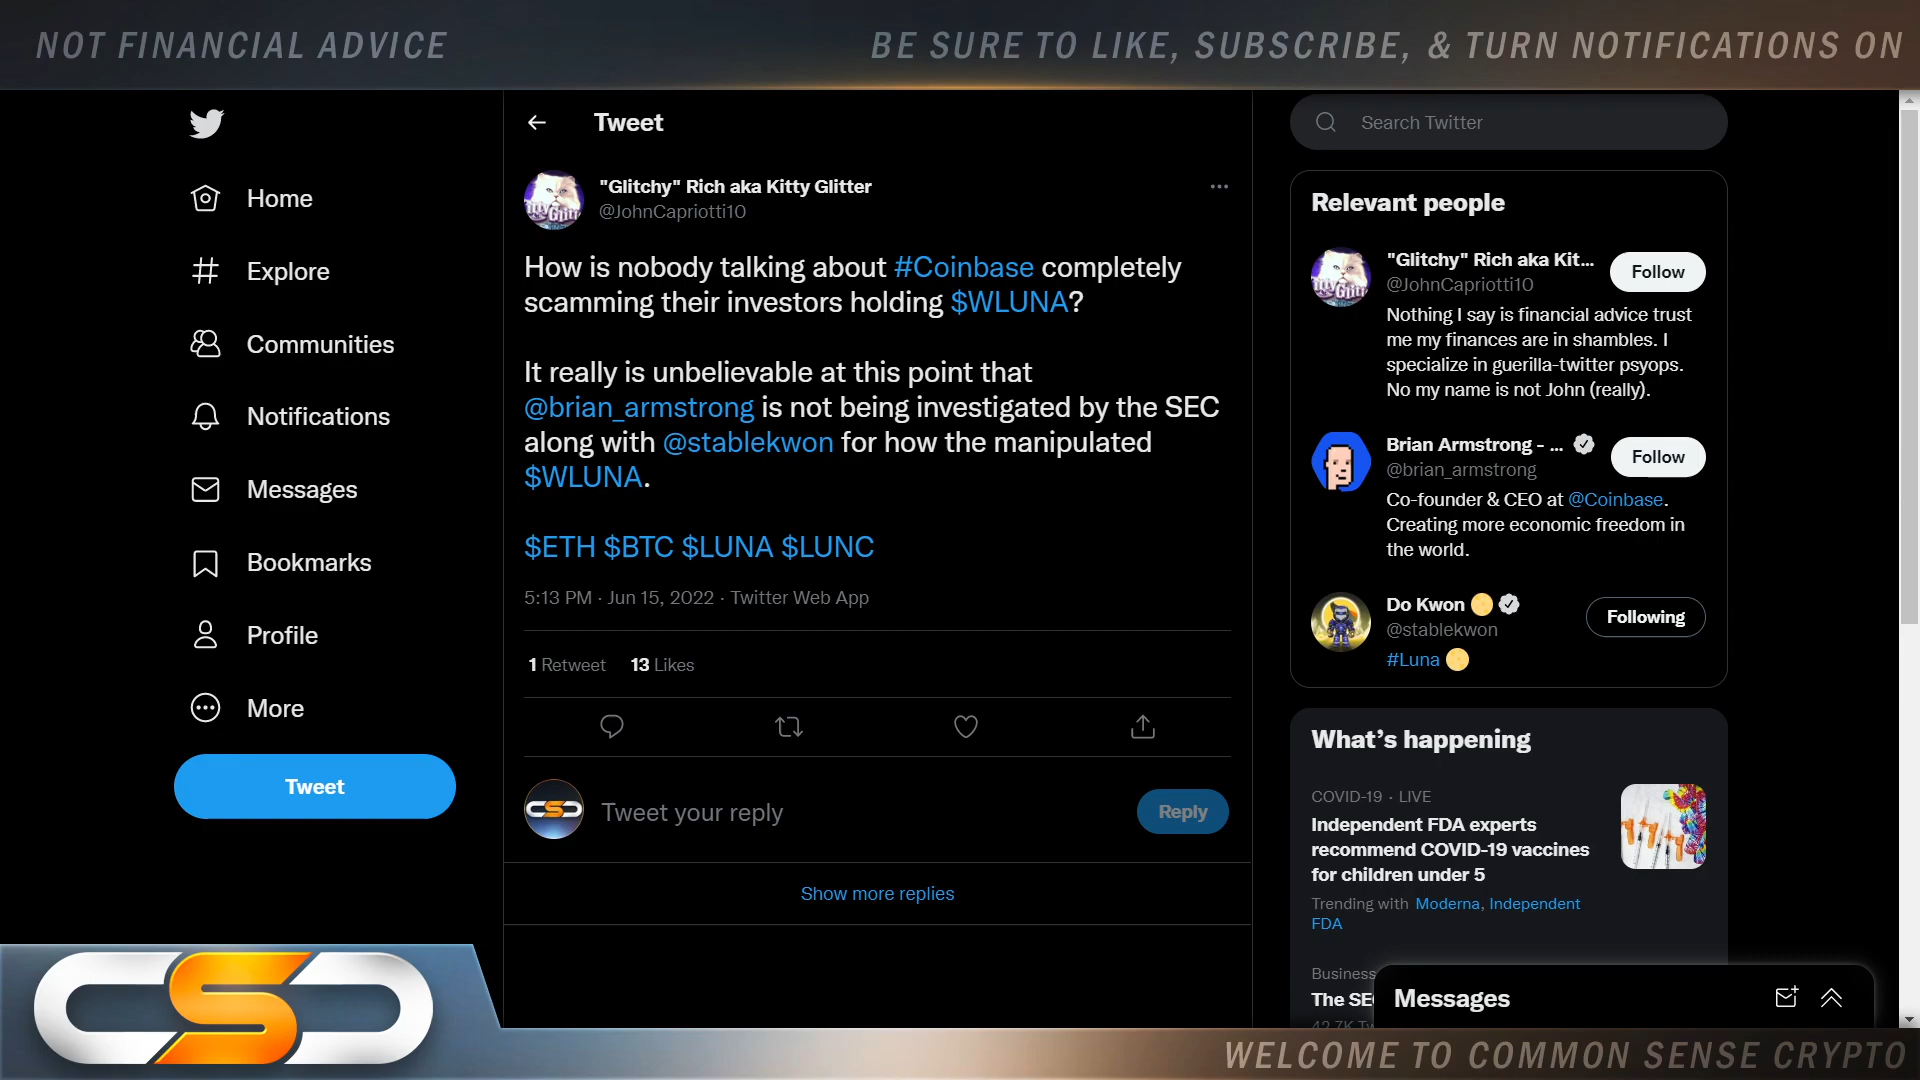 NOT FINANCIAL ADVICE
BE SURE TO LIKE, SUBSCRIBE, & TURN NOTIFICATIONS ON
Home
Explore
Communities
Notifications
Messages
Bookmarks
Profile
More
Tweet
Tweet
"Glitchy" Rich aka Kitty Glitter
@JohnCapriotti10
How is nobody talking about #Coinbase completely
scamming their investors holding $WLUNA?
It really is unbelievable at this point that
@brian_armstrong is not being investigated by the SEC
along with @stablekwon for how the manipulated
$WLUNA.
$ETH $BTC $LUNA $LUNC
5:13 PM · Jun 15, 2022 · Twitter Web App
1 Retweet 13 Likes
Tweet your reply
Reply
Show more replies
Search Twitter
Relevant people
"Glitchy" Rich aka Kit...
Follow
@JohnCapriotti10
Nothing I say is financial advice trust
me my finances are in shambles. I
specialize in guerilla-twitter psyops.
No my name is not John (really).
Brian Armstrong - ...
Follow
@brian_armstrong
Co-founder & CEO at @Coinbase.
Creating more economic freedom in
the world.
Do Kwon
Following
@stablekwon
#Luna
What's happening
COVID-19 · LIVE
Independent FDA experts
recommend COVID-19 vaccines
for children under 5
Trending with Moderna, Independent
FDA
Business
The SE
Messages
CSC
WELCOME TO COMMON SENSE CRYPTO